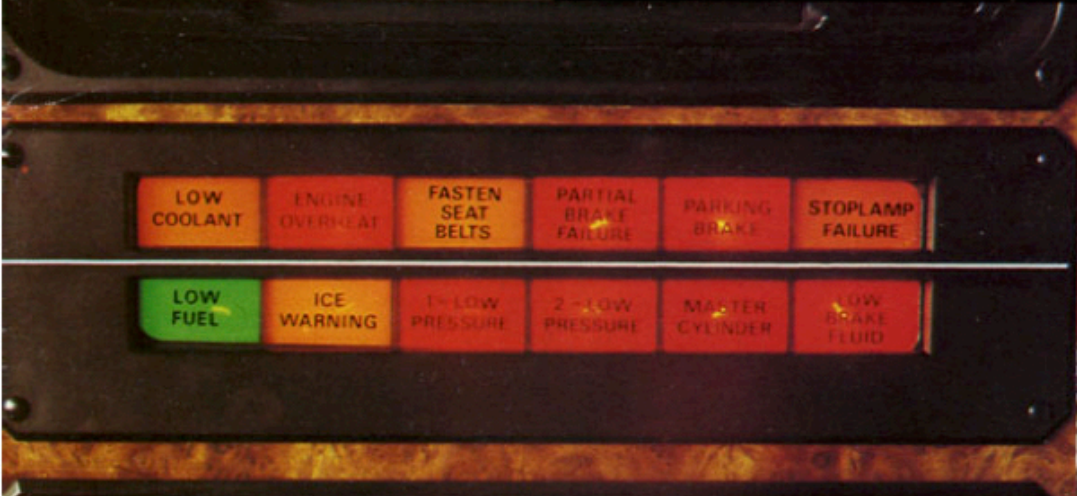 LOW
COOLANT
ENGINE
OVERHEAT
FASTEN
SEAT
BELTS
PARTIAL
BRAKE
FAILURE
PARKING
BRAKE
STOPLAMP
FAILURE
LOW
FUEL
ICE
WARNING
1-LOW
PRESSURE
2-LOW
PRESSURE
MASTER
CYLINDER
LOW
BRAKE
FLUID